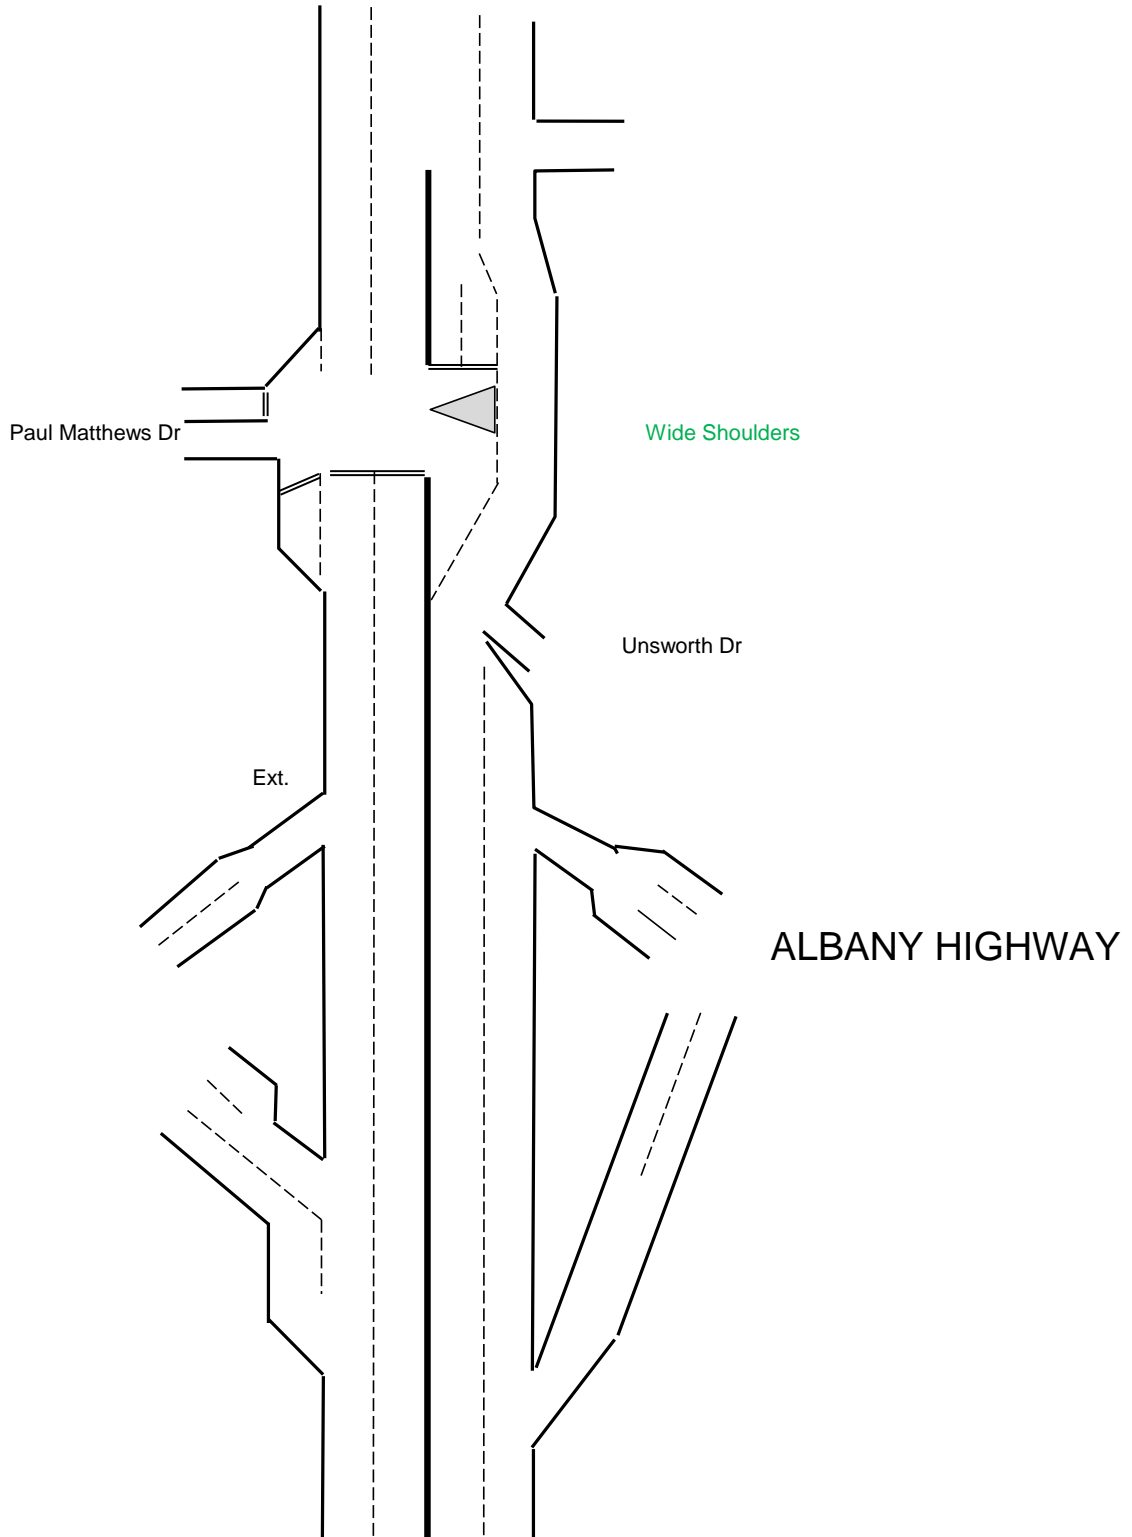 Paul Matthews Dr
Wide Shoulders
Unsworth Dr
Ext.
ALBANY HIGHWAY